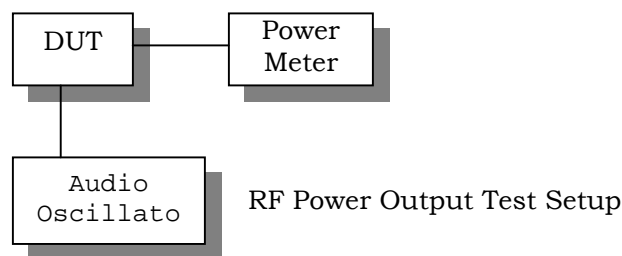 DUT
Power
Meter
Audio
Oscillato
RF Power Output Test Setup